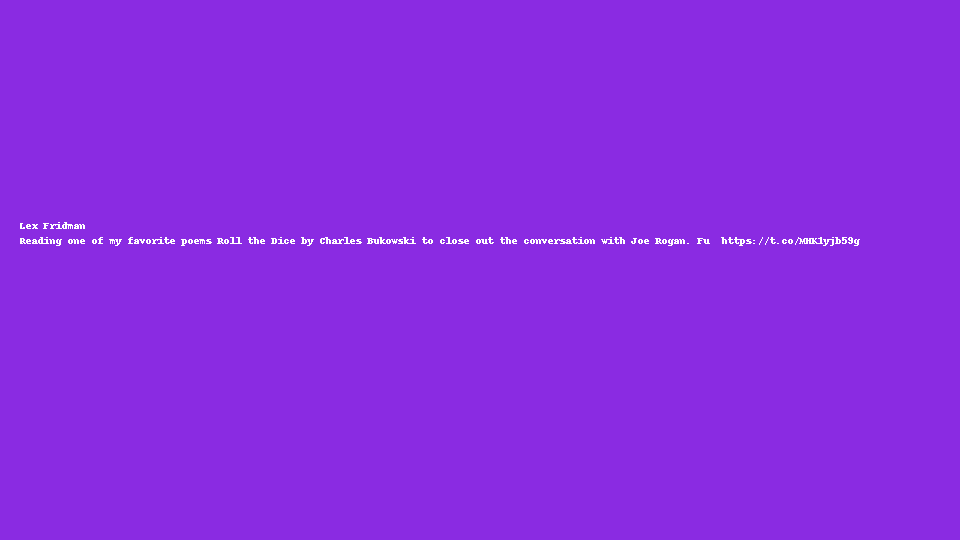 Lex Fridman
Reading one of my favorite poems Roll the Dice by Charles Bukowski to close out the conversation with Joe Rogan. Fu  https://t.co/MHK1yjb59g